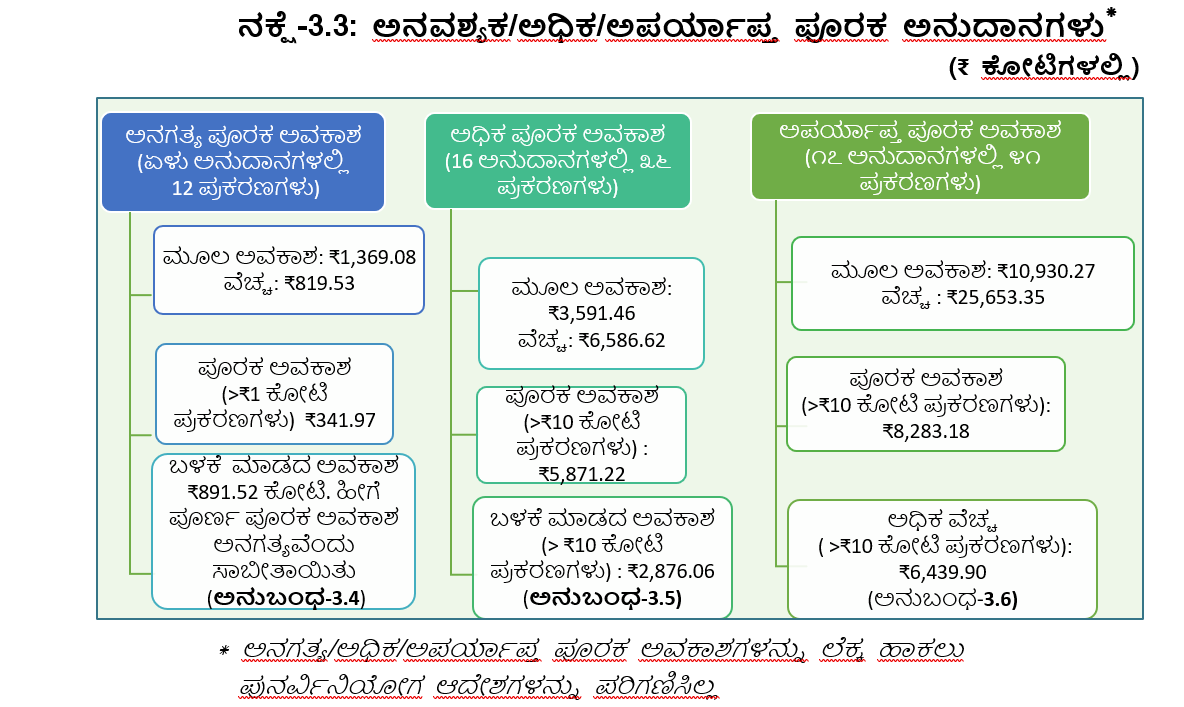 ನಕ್ಷೆ-3.3: ಅನವಶ್ಯಕ/ಅಧಿಕ/ಅಪರ್ಯಾಪ್ತ ಪೂರಕ ಅನುದಾನಗಳು*
(₹ ಕೋಟಿಗಳಲ್ಲಿ)
ಅನಗತ್ಯ ಪೂರಕ ಅವಕಾಶ
(ಏಳು ಅನುದಾನಗಳಲ್ಲಿ
12 ಪ್ರಕರಣಗಳು)
ಮೂಲ ಅವಕಾಶ: ₹1,369.08
ವೆಚ್ಚ: ₹819.53
ಪೂರಕ ಅವಕಾಶ
(>₹1 ಕೋಟಿ
ಪ್ರಕರಣಗಳು) ₹341.97
ಬಳಕೆ ಮಾಡದ ಅವಕಾಶ
₹891.52 ಕೋಟಿ. ಹೀಗೆ
ಪೂರ್ಣ ಪೂರಕ ಅವಕಾಶ
ಅನಗತ್ಯವೆಂದು
ಸಾಬೀತಾಯಿತು
(ಅನುಬಂಧ-3.4)
ಅಧಿಕ ಪೂರಕ ಅವಕಾಶ
(16 ಅನುದಾನಗಳಲ್ಲಿ ೩೬
ಪ್ರಕರಣಗಳು)
ಮೂಲ ಅವಕಾಶ:
₹3,591.46
ವೆಚ್ಚ: ₹6,586.62
ಪೂರಕ ಅವಕಾಶ
(>₹10 ಕೋಟಿ
ಪ್ರಕರಣಗಳು) :
₹5,871.22
ಬಳಕೆ ಮಾಡದ ಅವಕಾಶ
(> ₹10 ಕೋಟಿ
ಪ್ರಕರಣಗಳು) : ₹2,876.06
(ಅನುಬಂಧ-3.5)
ಅಪರ್ಯಾಪ್ತ ಪೂರಕ ಅವಕಾಶ
(೧೭ ಅನುದಾನಗಳಲ್ಲಿ ೪೧
ಪ್ರಕರಣಗಳು)
ಮೂಲ ಅವಕಾಶ: ₹10,930.27
ವೆಚ್ಚ : ₹25,653.35
ಪೂರಕ ಅವಕಾಶ
(>₹10 ಕೋಟಿ ಪ್ರಕರಣಗಳು):
₹8,283.18
ಅಧಿಕ ವೆಚ್ಚ
( >₹10 ಕೋಟಿ ಪ್ರಕರಣಗಳು):
₹6,439.90
(ಅನುಬಂಧ-3.6)
* ಅನಗತ್ಯ/ಅಧಿಕ/ಅಪರ್ಯಾಪ್ತ ಪೂರಕ ಅವಕಾಶಗಳನ್ನು ಲೆಕ್ಕ ಹಾಕಲು
ಪುನರ್ವಿನಿಯೋಗ ಆದೇಶಗಳನ್ನು ಪರಿಗಣಿಸಿಲ್ಲ